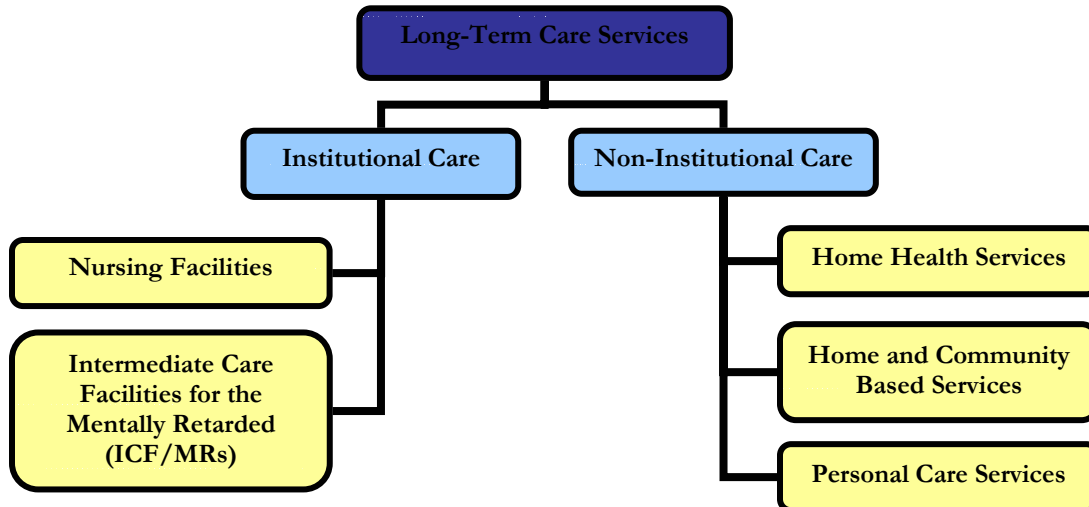 Long-Term Care Services
Institutional Care
Non-Institutional Care
Nursing Facilities
Intermediate Care
Facilities for the
Mentally Retarded
(ICF/MRs)
Home Health Services
Home and Community
Based Services
Personal Care Services